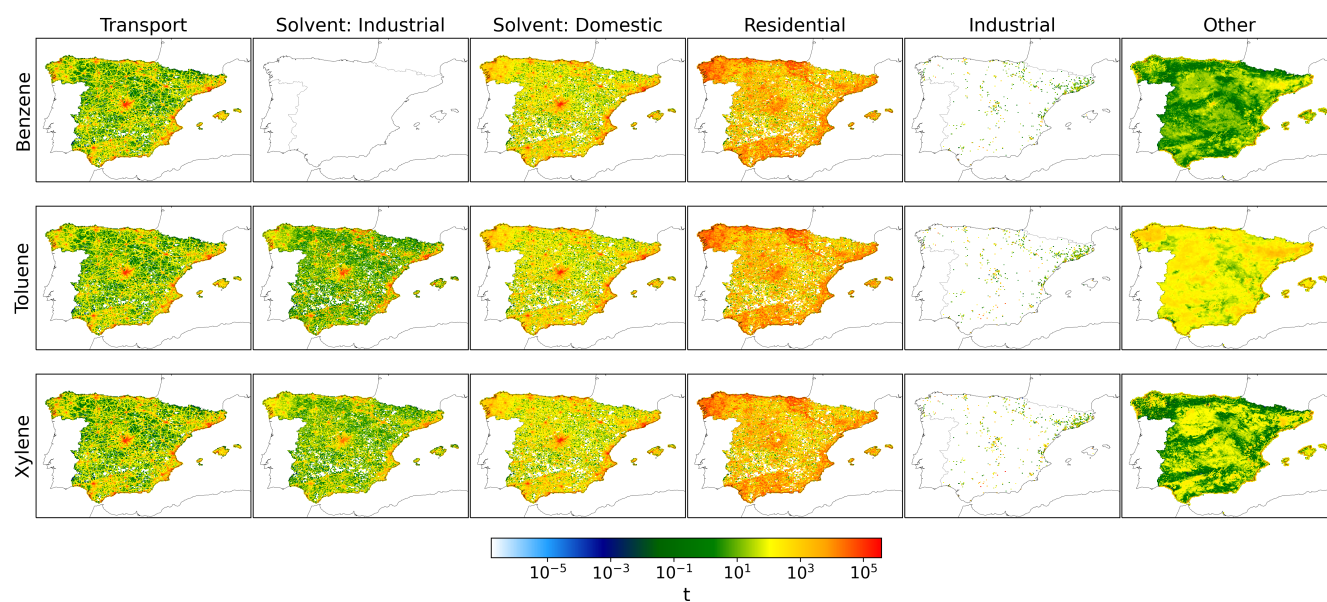 Transport Solvent: Industrial Solvent: Domestic Residential Industrial Other
Benzene
Toluene
Xylene
10⁻⁵ 10⁻³ 10⁻¹ 10¹ 10³ 10⁵
t